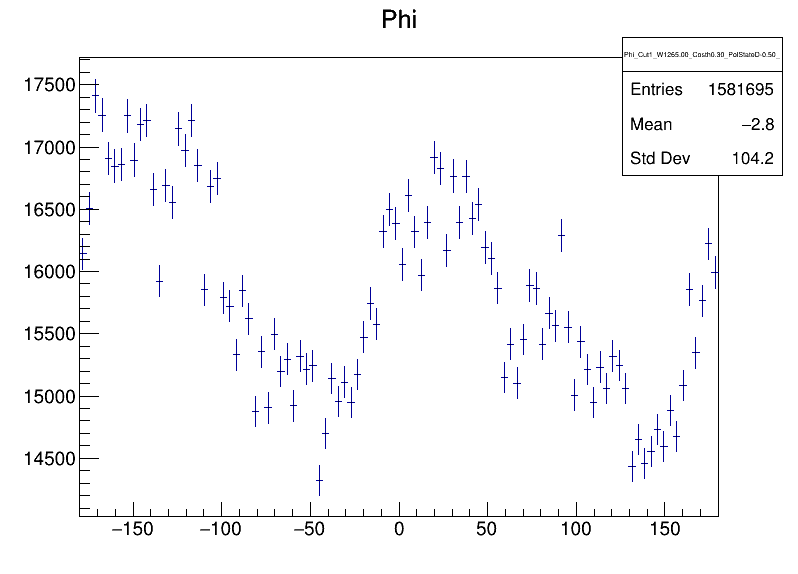 Phi
Phi_Cut1_W1265.00_Costh0.30_PolStateD-0.50_
Entries 1581695
Mean −2.8
Std Dev 104.2
17500
17000
16500
16000
15500
15000
14500
−150 −100 −50 0 50 100 150